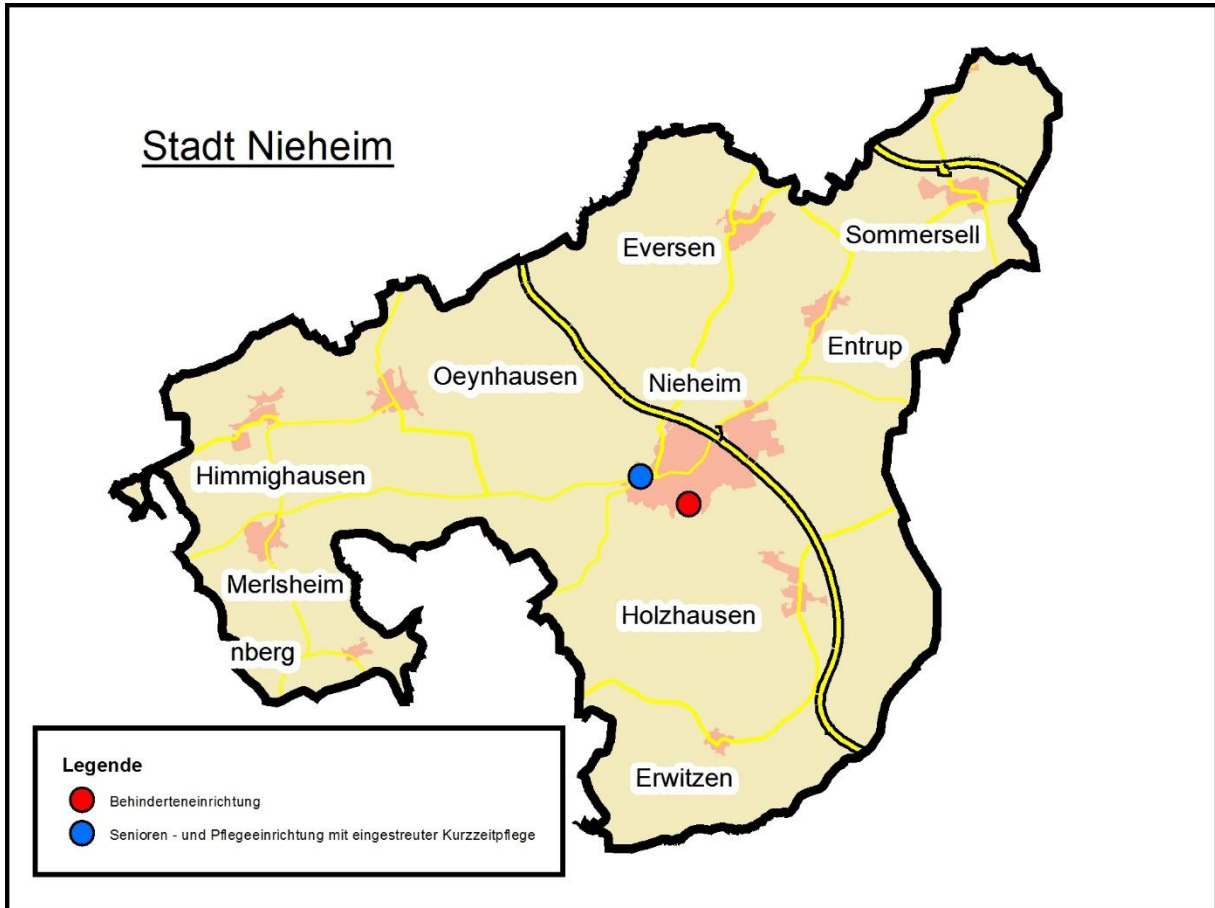 Stadt Nieheim
Sommersell
Eversen
Entrup
Oeynhausen
Nieheim
Himmighausen
Merlsheim
Holzhausen
nberg
Erwitzen
Legende
Behinderteneinrichtung
Senioren - und Pflegeeinrichtung mit eingestreuter Kurzzeitpflege